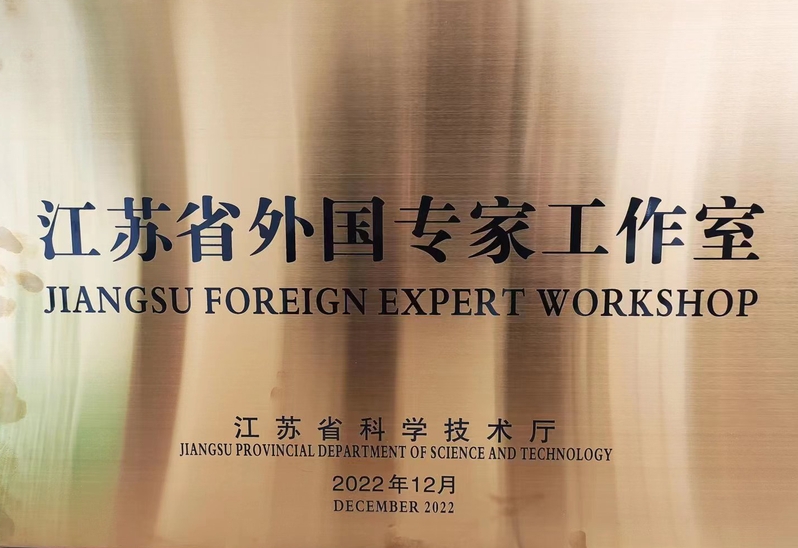 江苏省外国专家工作室
JIANGSU FOREIGN EXPERT WORKSHOP
江苏省科学技术厅
JIANGSU PROVINCIAL DEPARTMENT OF SCIENCE AND TECHNOLOGY
2022年12月
DECEMBER 2022